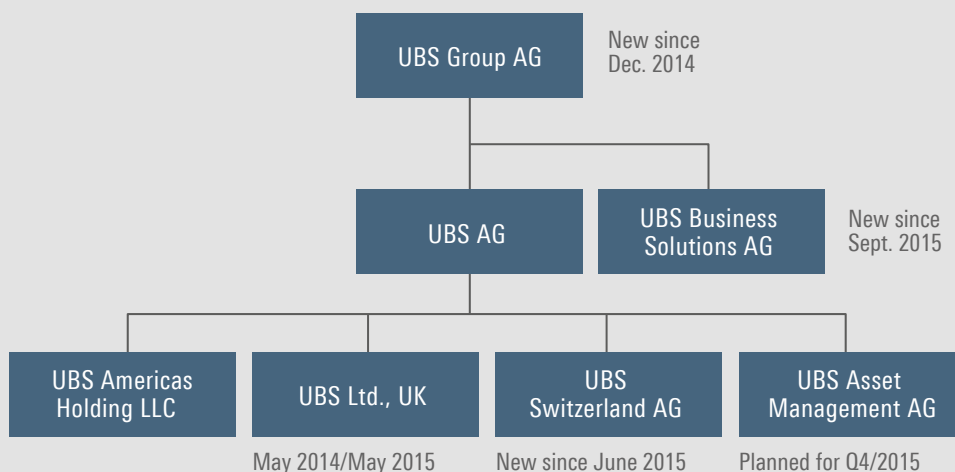 UBS Group AG
New since
Dec. 2014
UBS AG
UBS Business
Solutions AG
New since
Sept. 2015
UBS Americas
Holding LLC
UBS Ltd., UK
UBS
Switzerland AG
UBS Asset
Management AG
May 2014/May 2015
New since June 2015
Planned for Q4/2015